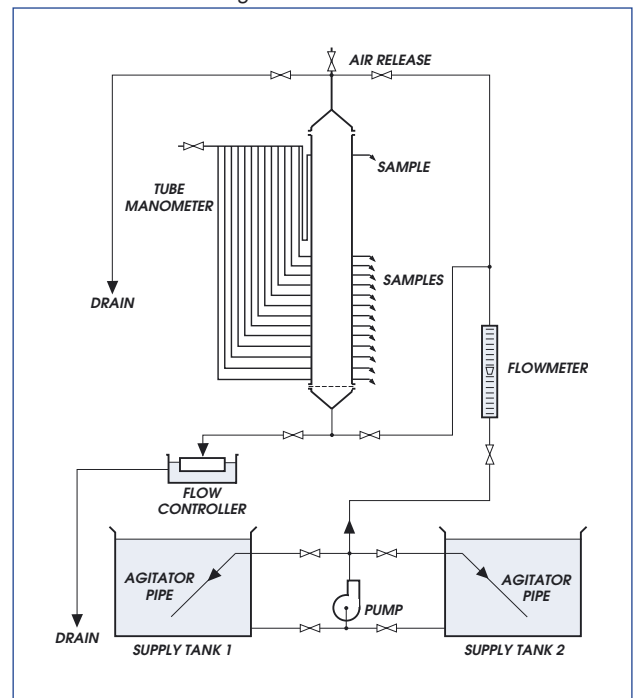 AIR RELEASE
SAMPLE
TUBE
MANOMETER
SAMPLES
DRAIN
FLOWMETER
FLOW
CONTROLLER
AGITATOR
PIPE
PUMP
AGITATOR
PIPE
DRAIN
SUPPLY TANK 1
SUPPLY TANK 2